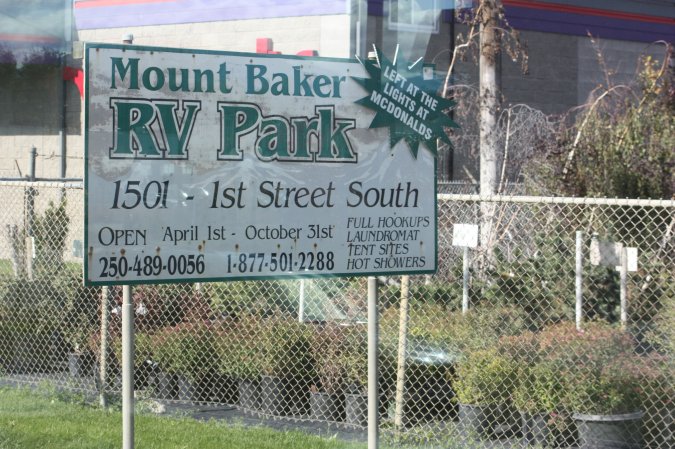 Mount Baker
RV Park
LEFT AT THE
LIGHTS AT
MCDONALDS
1501 - 1st Street South
OPEN April 1st - October 31st
250-489-0056 1-877-501-2288
FULL HOOKUPS
LAUNDROMAT
TENT SITES
HOT SHOWERS